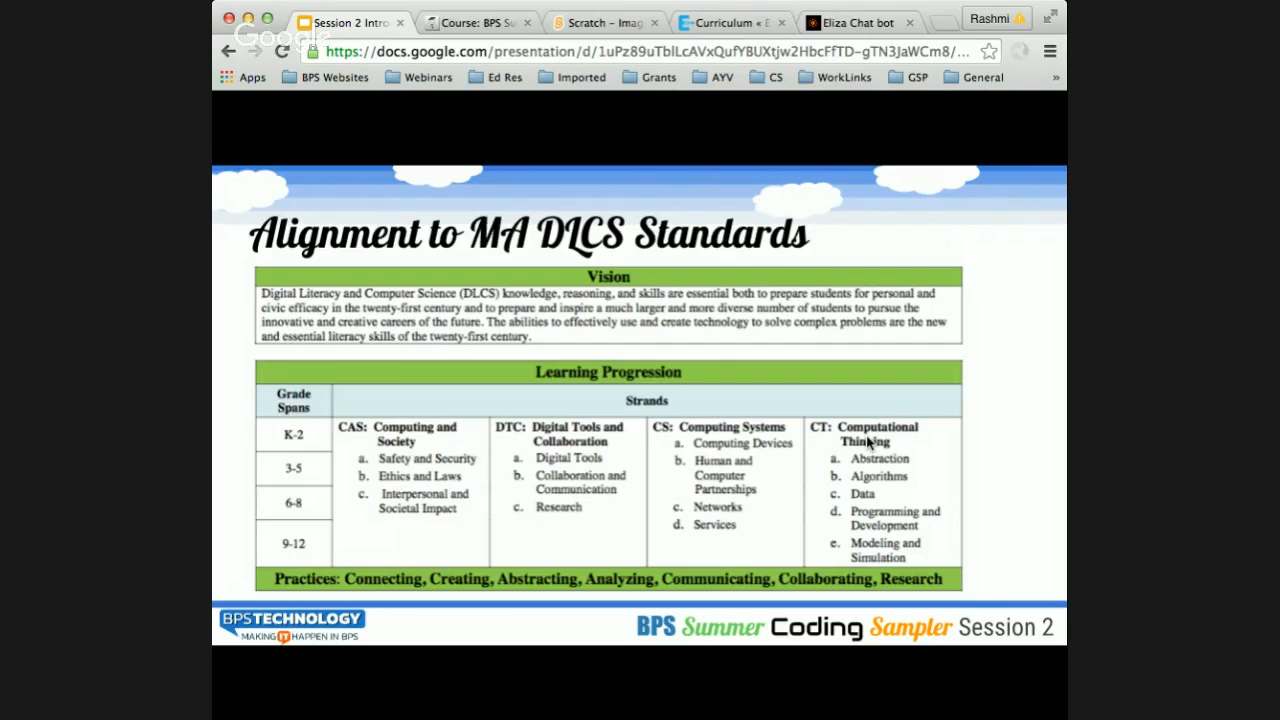 Session 2 Intro
Course: BPS Su
Scratch – Imag
Curriculum « E
Eliza Chat bot
Rashmi
Google
https://docs.google.com/presentation/d/1uPz89uTblLcAVxQufYBUXtjw2HbcFfTD-gTN3JaWCm8/...
Apps BPS Websites Webinars Ed Res Imported Grants AYV CS WorkLinks GSP General »
Alignment to MA DLCS Standards
Vision
Digital Literacy and Computer Science (DLCS) knowledge, reasoning, and skills are essential both to prepare students for personal and
civic efficacy in the twenty-first century and to prepare and inspire a much larger and more diverse number of students to pursue the
innovative and creative careers of the future. The abilities to effectively use and create technology to solve complex problems are the new
and essential literacy skills of the twenty-first century.
Learning Progression
Grade
Spans
Strands
K-2
3-5
6-8
9-12
CAS: Computing and
Society
a. Safety and Security
b. Ethics and Laws
c. Interpersonal and
Societal Impact
DTC: Digital Tools and
Collaboration
a. Digital Tools
b. Collaboration and
Communication
c. Research
CS: Computing Systems
a. Computing Devices
b. Human and
Computer
Partnerships
c. Networks
d. Services
CT: Computational
Thinking
a. Abstraction
b. Algorithms
c. Data
d. Programming and
Development
e. Modeling and
Simulation
Practices: Connecting, Creating, Abstracting, Analyzing, Communicating, Collaborating, Research
BPSTECHNOLOGY
MAKING IT HAPPEN IN BPS
BPS Summer Coding Sampler Session 2